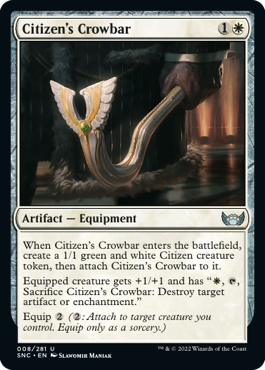 Citizen's Crowbar 1
Artifact — Equipment
When Citizen's Crowbar enters the battlefield,
create a 1/1 green and white Citizen creature
token, then attach Citizen's Crowbar to it.
Equipped creature gets +1/+1 and has “, ,
Sacrifice Citizen's Crowbar: Destroy target
artifact or enchantment.”
Equip 2 (2: Attach to target creature you
control. Equip only as a sorcery.)
008/281 U
SNC • EN Slawomir Maniak
™ & © 2022 Wizards of the Coast